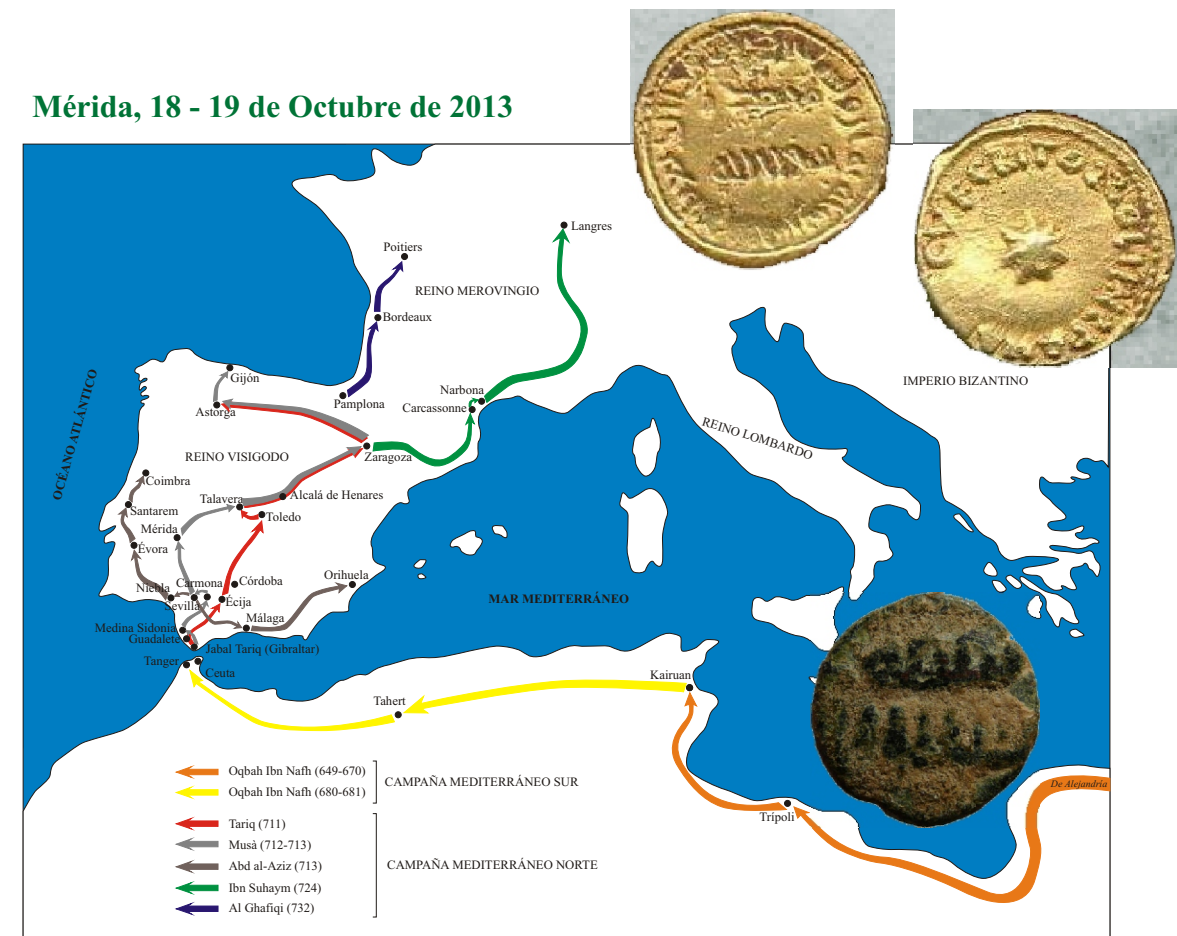 Mérida, 18 - 19 de Octubre de 2013
Langres
Poitiers
REINO MEROVINGIO
Bordeaux
Gijón
Narbona
Pamplona
Carcassonne
Astorga
IMPERIO BIZANTINO
OCÉANO ATLÁNTICO
REINO LOMBARDO
REINO VISIGODO
Zaragoza
Coimbra
Talavera
Alcalá de Henares
Santarem
Toledo
Mérida
Évora
Orihuela
Niebla
Carmona
Córdoba
Sevilla
Écija
MAR MEDITERRÁNEO
Málaga
Medina Sidonia
Guadalete
Jabal Tariq (Gibraltar)
Tanger
Ceuta
Kairuan
Tahert
De Alejandría
Trípoli
Oqbah Ibn Nafh (649-670)
Oqbah Ibn Nafh (680-681)
CAMPAÑA MEDITERRÁNEO SUR
Tariq (711)
Musà (712-713)
Abd al-Aziz (713)
Ibn Suhaym (724)
Al Ghafiqi (732)
CAMPAÑA MEDITERRÁNEO NORTE